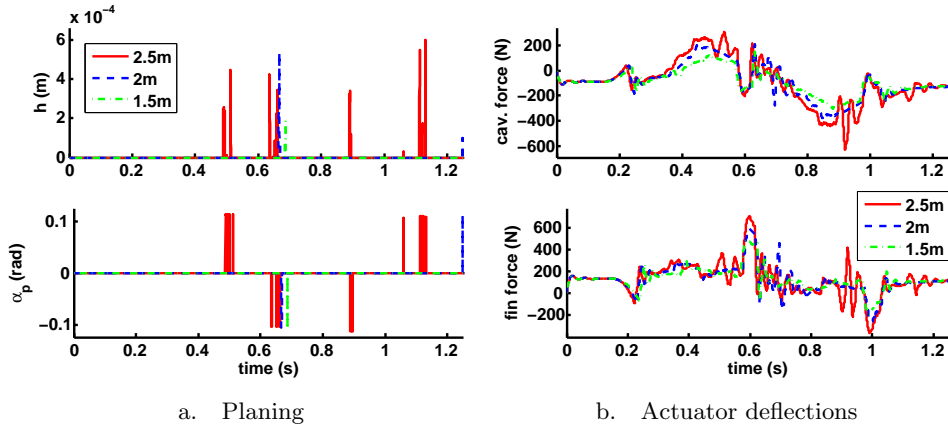 x 10⁻⁴
6
4
2
0
h (m)
2.5m
2m
1.5m
0 0.2 0.4 0.6 0.8 1 1.2
0.1
0
−0.1
αp (rad)
0 0.2 0.4 0.6 0.8 1 1.2
time (s)
a. Planing
200
0
−200
−400
−600
cav. force (N)
0 0.2 0.4 0.6 0.8 1 1.2
600
400
200
0
−200
fin force (N)
2.5m
2m
1.5m
0 0.2 0.4 0.6 0.8 1 1.2
time (s)
b. Actuator deflections